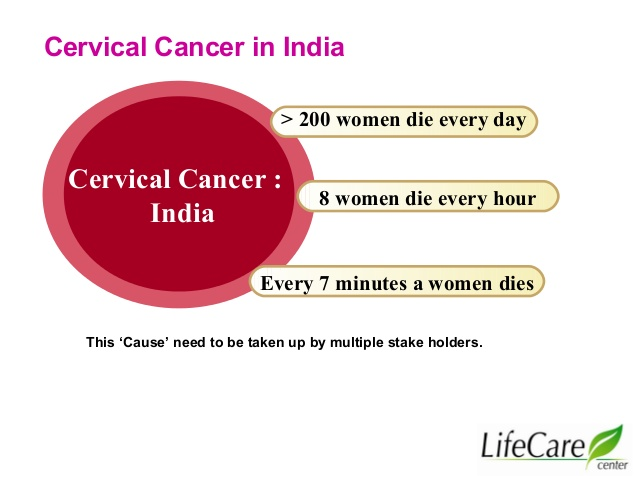 Cervical Cancer in India
> 200 women die every day
Cervical Cancer :
India
8 women die every hour
Every 7 minutes a women dies
This ‘Cause’ need to be taken up by multiple stake holders.
LifeCare
center